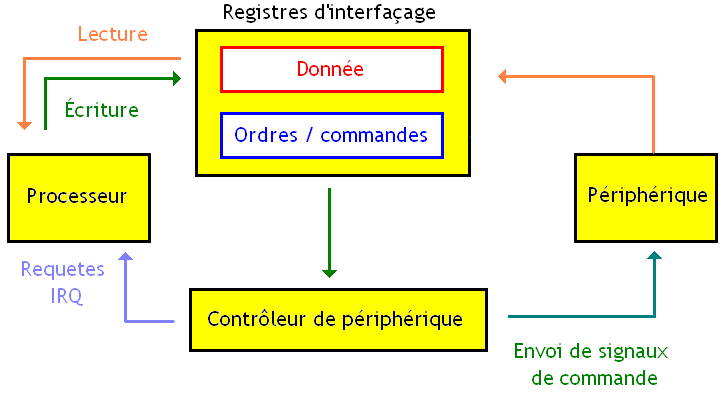 Registres d'interfaçage
Lecture
Donnée
Écriture
Ordres / commandes
Processeur
Périphérique
Requetes
IRQ
Contrôleur de périphérique
Envoi de signaux
de commande